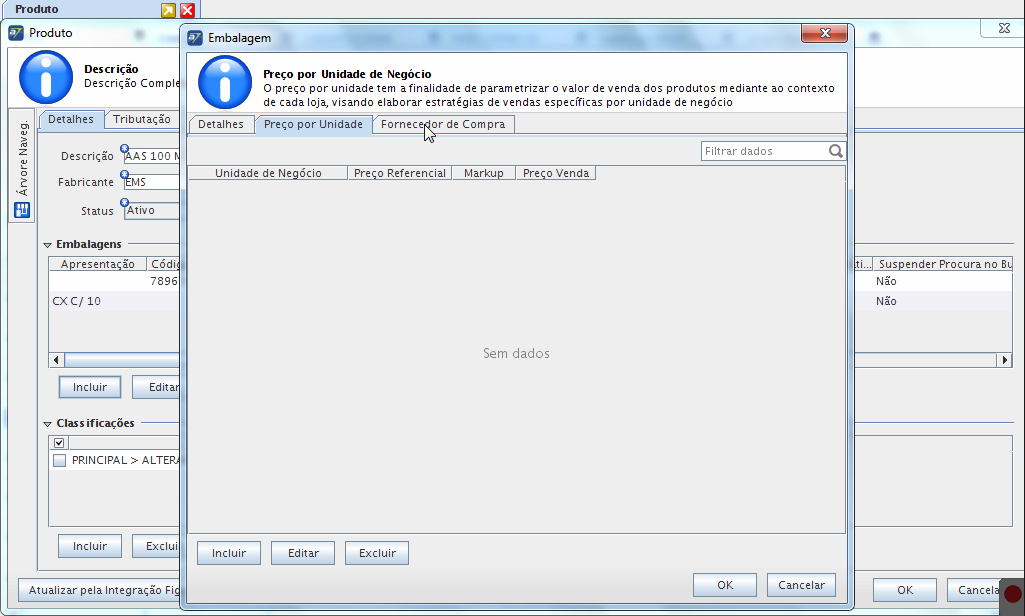 Produto
Produto
Descrição
Descrição Comple
Árvore Naveg.
Detalhes
Tributação
Descrição
AAS 100 M
Fabricante
EMS
Status
Ativo
Embalagens
Apresentação
Códig
7896
CX C/ 10
Incluir
Editar
Classificações
PRINCIPAL > ALTERA
Incluir
Exclui
Atualizar pela Integração Fig
Embalagem
Preço por Unidade de Negócio
O preço por unidade tem a finalidade de parametrizar o valor de venda dos produtos mediante ao contexto
de cada loja, visando elaborar estratégias de vendas específicas por unidade de negócio
Detalhes
Preço por Unidade
Fornecedor de Compra
Filtrar dados
Unidade de Negócio
Preço Referencial
Markup
Preço Venda
Sem dados
Incluir
Editar
Excluir
OK
Cancelar
ti...
Suspender Procura no Bu
Não
Não
OK
Cancela